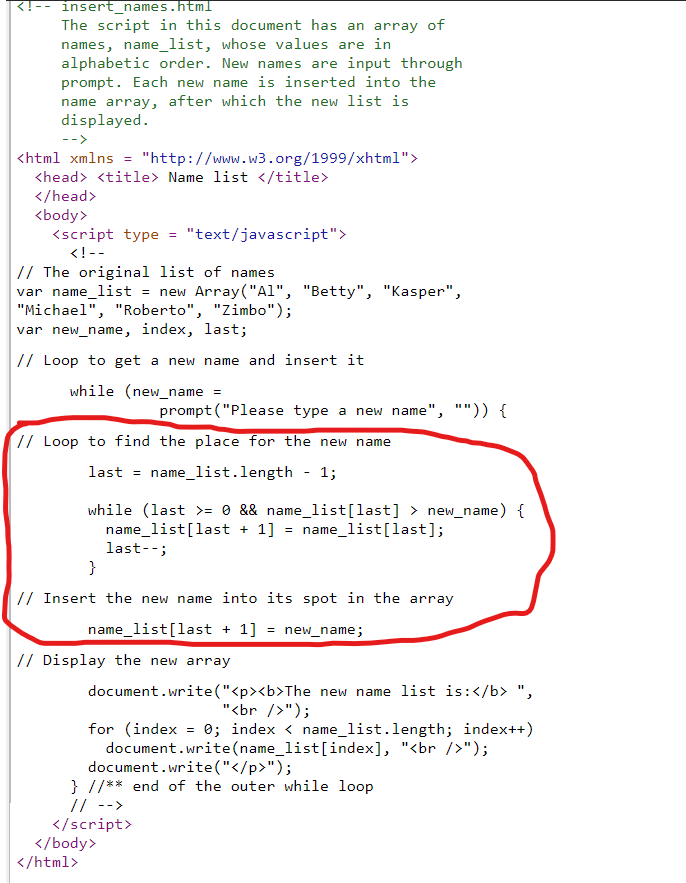 <!-- insert_names.html
The script in this document has an array of
names, name_list, whose values are in
alphabetic order. New names are input through
prompt. Each new name is inserted into the
name array, after which the new list is
displayed.
-->
<html xmlns = "http://www.w3.org/1999/xhtml">
<head> <title> Name list </title>
</head>
<body>
<script type = "text/javascript">
<!--
// The original list of names
var name_list = new Array("Al", "Betty", "Kasper",
"Michael", "Roberto", "Zimbo");
var new_name, index, last;
// Loop to get a new name and insert it
while (new_name =
prompt("Please type a new name", "")) {
// Loop to find the place for the new name
last = name_list.length - 1;
while (last >= 0 && name_list[last] > new_name) {
name_list[last + 1] = name_list[last];
last--;
}
// Insert the new name into its spot in the array
name_list[last + 1] = new_name;
// Display the new array
document.write("<p><b>The new name list is:</b> ",
"<br />");
for (index = 0; index < name_list.length; index++)
document.write(name_list[index], "<br />");
document.write("</p>");
} //** end of the outer while loop
// -->
</script>
</body>
</html>